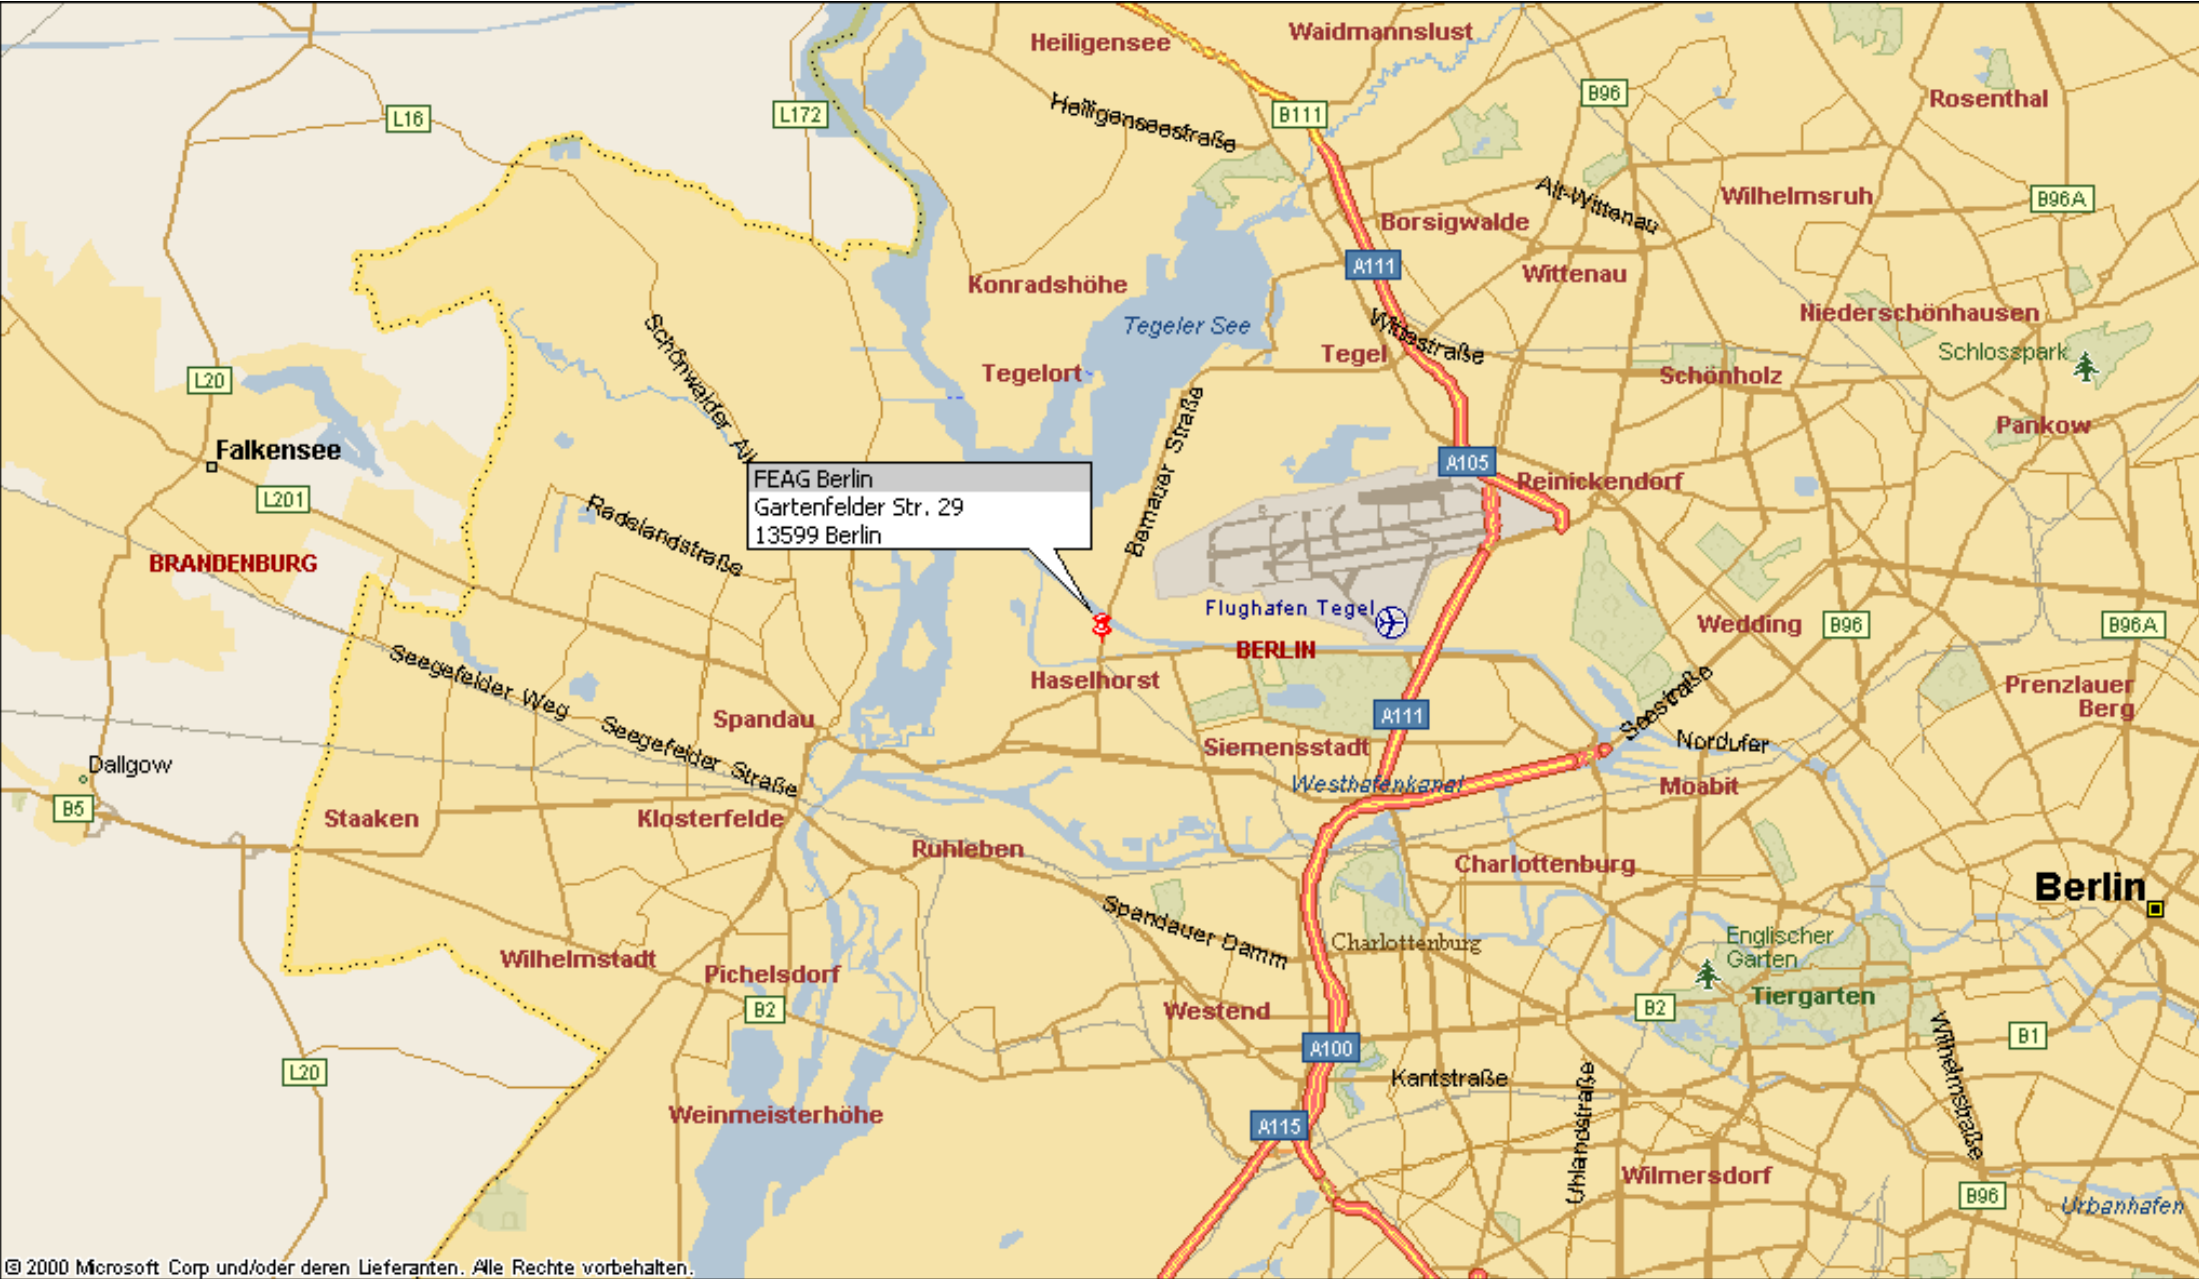 Heiligensee
Waidmannslust
B96
Rosenthal
L16
L172
Heiligenseestraße
B111
Alt-Wittenau
Wilhelmsruh
B96A
Borsigwalde
A111
Wittenau
Konradshöhe
Tegeler See
Niederschönhausen
Schönwalder All
Wittestraße
Tegel
Schlosspark
Tegelort
Schönholz
L20
Pankow
Falkensee
Bernauer Straße
A105
Reinickendorf
FEAG Berlin
Gartenfelder Str. 29
13599 Berlin
L201
Radelandstraße
BRANDENBURG
Flughafen Tegel
Wedding
B96
B96A
BERLIN
Seegefelder Weg
Haselhorst
Prenzlauer
Berg
Spandau
A111
Seestraße
Seegefelder Straße
Siemensstadt
Nordufer
Dallgow
Westhafenkanal
Moabit
B5
Staaken
Klosterfelde
Ruhleben
Charlottenburg
Berlin
Spandauer Damm
Charlottenburg
Englischer
Garten
Wilhelmstadt
Pichelsdorf
Tiergarten
B2
Westend
B2
Wilhelmstraße
B1
A100
L20
Kantstraße
Uhlandstraße
Weinmeisterhöhe
A115
Wilmersdorf
B96
Urbanhafen
© 2000 Microsoft Corp und/oder deren Lieferanten. Alle Rechte vorbehalten.